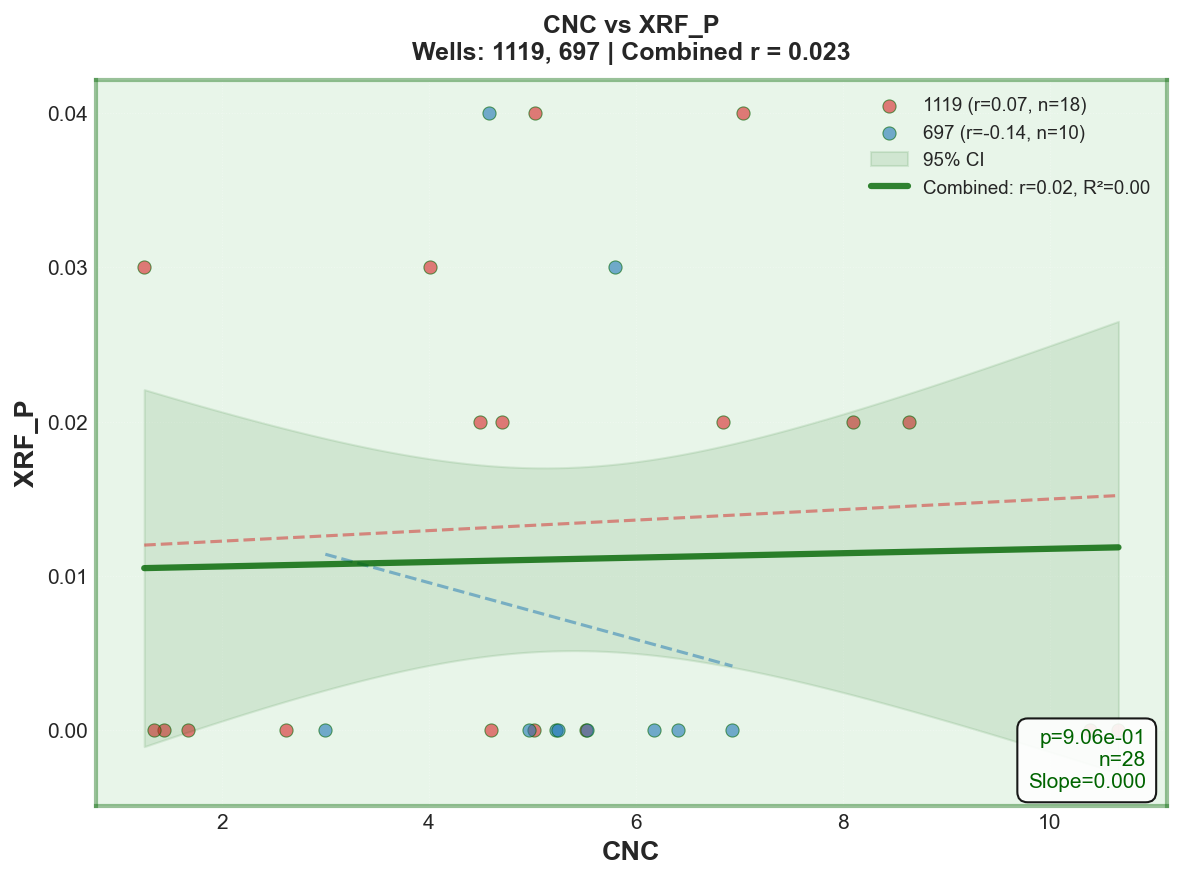 CNC vs XRF_P
Wells: 1119, 697 | Combined r = 0.023
1119 (r=0.07, n=18)
697 (r=-0.14, n=10)
95% CI
Combined: r=0.02, R²=0.00
XRF_P
0.04
0.03
0.02
0.01
0.00
p=9.06e-01
n=28
Slope=0.000
2
4
6
8
10
CNC